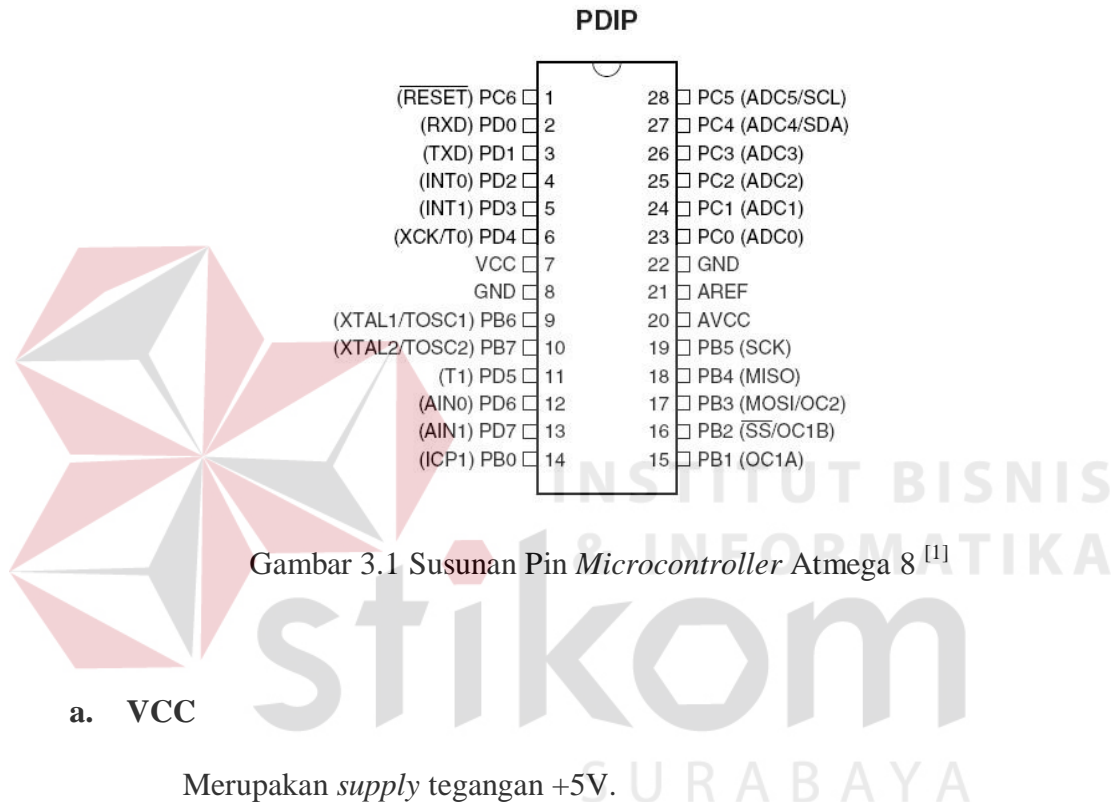 PDIP
(RESET) PC6 1 28 PC5 (ADC5/SCL)
(RXD) PD0 2 27 PC4 (ADC4/SDA)
(TXD) PD1 3 26 PC3 (ADC3)
(INT0) PD2 4 25 PC2 (ADC2)
(INT1) PD3 5 24 PC1 (ADC1)
(XCK/T0) PD4 6 23 PC0 (ADC0)
VCC 7 22 GND
GND 8 21 AREF
(XTAL1/TOSC1) PB6 9 20 AVCC
(XTAL2/TOSC2) PB7 10 19 PB5 (SCK)
(T1) PD5 11 18 PB4 (MISO)
(AIN0) PD6 12 17 PB3 (MOSI/OC2)
(AIN1) PD7 13 16 PB2 (SS/OC1B)
(ICP1) PB0 14 15 PB1 (OC1A)
INSTITUT BISNIS
& INFORMATIKA
Gambar 3.1 Susunan Pin Microcontroller Atmega 8 [1]
stikom
a. VCC
Merupakan supply tegangan +5V.
SURABAYA